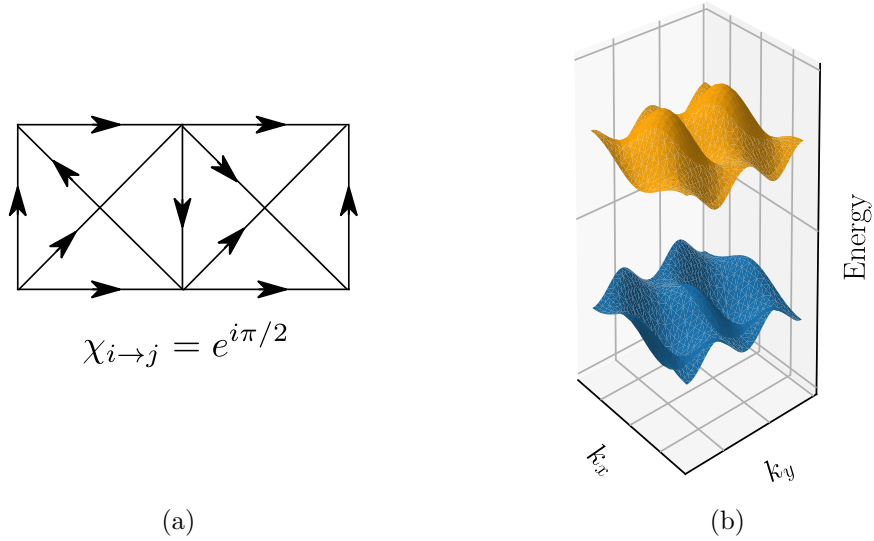 χ_{i→j} = e^{iπ/2}
(a)
Energy
k_x
k_y
(b)